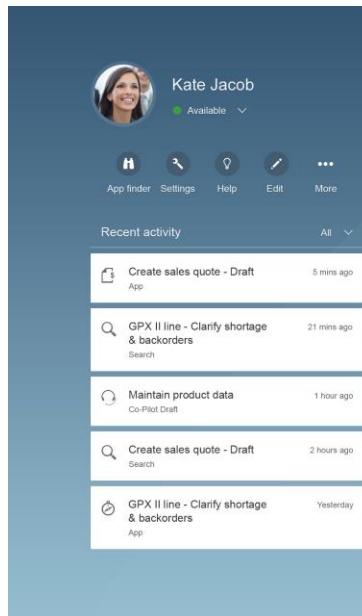 Kate Jacob
Available
App finder Settings Help Edit More
Recent activity All
Create sales quote - Draft 5 mins ago
App
GPX II line - Clarify shortage 21 mins ago
& backorders
Search
Maintain product data 1 hour ago
Co-Pilot Draft
Create sales quote - Draft 2 hours ago
Search
GPX II line - Clarify shortage Yesterday
& backorders
App